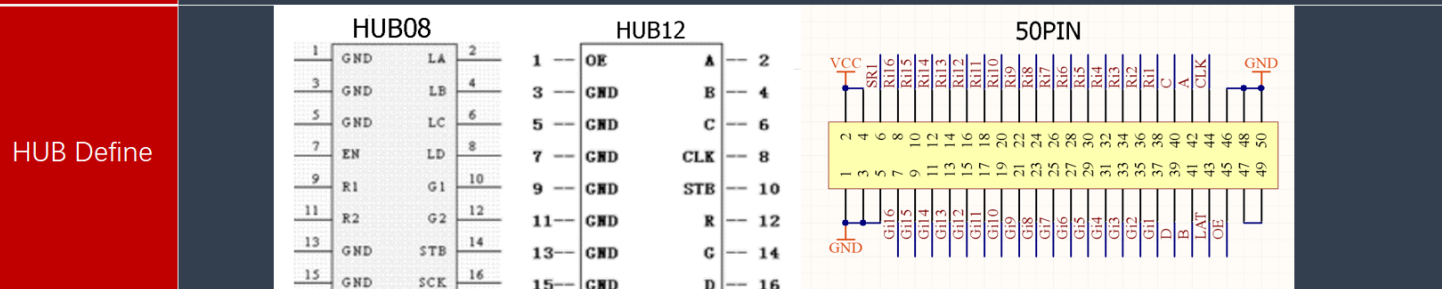 HUB Define
HUB08
1 GND LA 2
3 GND LB 4
5 GND LC 6
7 EN LD 8
9 R1 G1 10
11 R2 G2 12
13 GND STB 14
15 GND SCK 16
HUB12
1 -- OE A -- 2
3 -- GND B -- 4
5 -- GND C -- 6
7 -- GND CLK -- 8
9 -- GND STB -- 10
11-- GND R -- 12
13-- GND G -- 14
15-- GND D -- 16
50PIN
VCC SR1 Ri16 Ri15 Ri14 Ri13 Ri12 Ri11 Ri10 Ri9 Ri8 Ri7 Ri6 Ri5 Ri4 Ri3 Ri2 Ri1 C A CLK GND
2 4 6 8 10 12 14 16 18 20 22 24 26 28 30 32 34 36 38 40 42 44 46 48 50
1 3 5 7 9 11 13 15 17 19 21 23 25 27 29 31 33 35 37 39 41 43 45 47 49
GND Gi16 Gi15 Gi14 Gi13 Gi12 Gi11 Gi10 Gi9 Gi8 Gi7 Gi6 Gi5 Gi4 Gi3 Gi2 Gi1 D B LAT OE